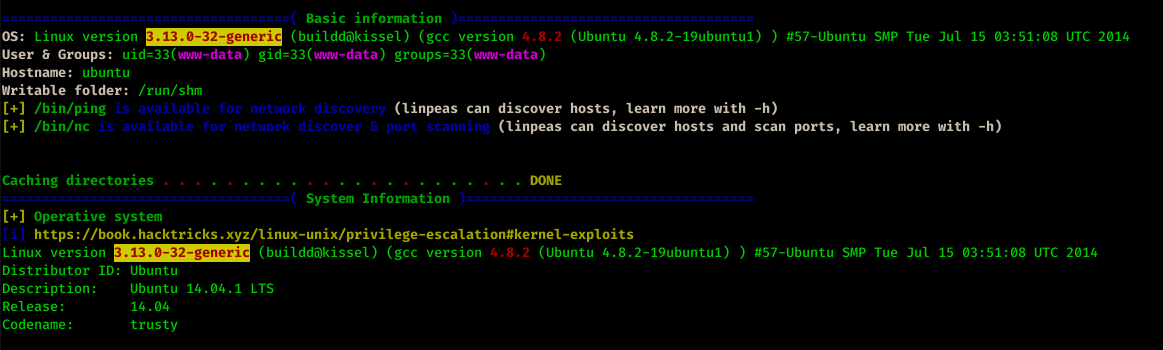 ====================================( Basic information )=====================================
OS: Linux version 3.13.0-32-generic (buildd@kissel) (gcc version 4.8.2 (Ubuntu 4.8.2-19ubuntu1) ) #57-Ubuntu SMP Tue Jul 15 03:51:08 UTC 2014
User & Groups: uid=33(www-data) gid=33(www-data) groups=33(www-data)
Hostname: ubuntu
Writable folder: /run/shm
[+] /bin/ping is available for network discovery (linpeas can discover hosts, learn more with -h)
[+] /bin/nc is available for network discover & port scanning (linpeas can discover hosts and scan ports, learn more with -h)
Caching directories . . . . . . . . . . . . . . . . . . . . . . . DONE
====================================( System Information )====================================
[+] Operative system
[i] https://book.hacktricks.xyz/linux-unix/privilege-escalation#kernel-exploits
Linux version 3.13.0-32-generic (buildd@kissel) (gcc version 4.8.2 (Ubuntu 4.8.2-19ubuntu1) ) #57-Ubuntu SMP Tue Jul 15 03:51:08 UTC 2014
Distributor ID: Ubuntu
Description: Ubuntu 14.04.1 LTS
Release: 14.04
Codename: trusty